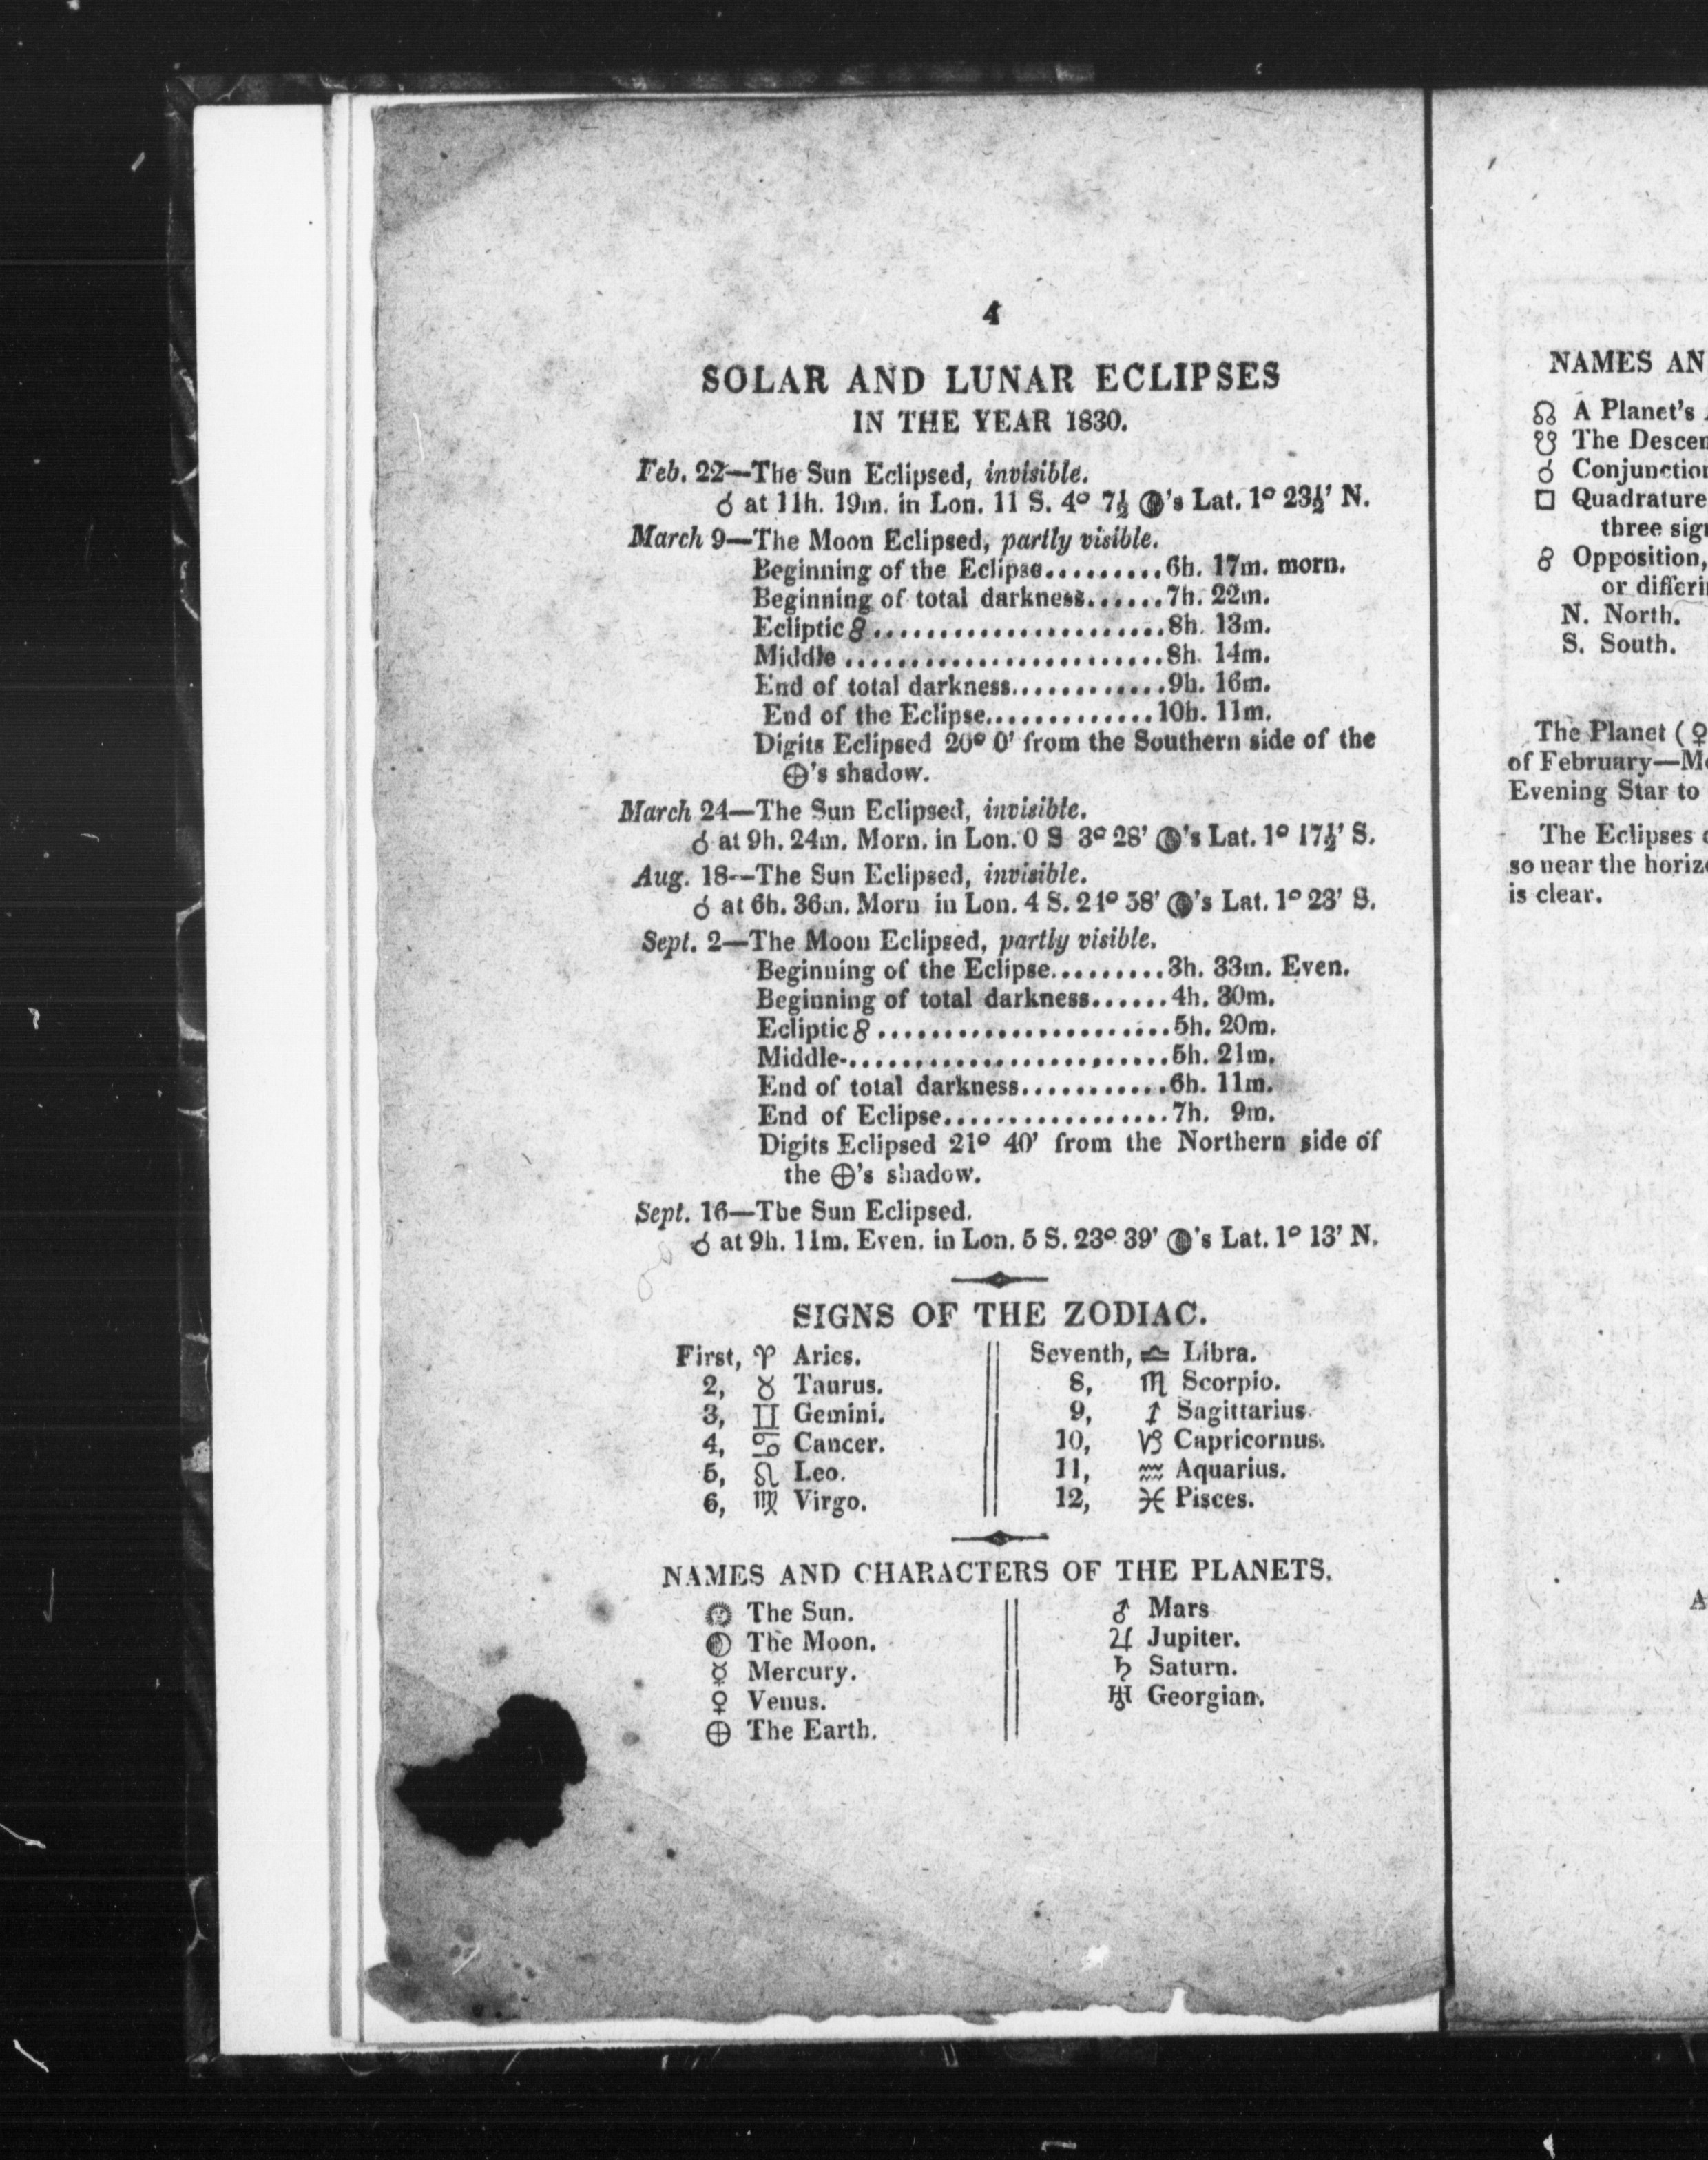 4
SOLAR AND LUNAR ECLIPSES
IN THE YEAR 1830.
Feb. 22—The Sun Eclipsed, invisible.
☌ at 11h. 19m. in Lon. 11 S. 4° 7½ ☽'s Lat. 1° 23½' N.
March 9—The Moon Eclipsed, partly visible.
Beginning of the Eclipse.........6h. 17m. morn.
Beginning of total darkness......7h. 22m.
Ecliptic ☍......................8h. 13m.
Middle ........................8h. 14m.
End of total darkness............9h. 16m.
End of the Eclipse.............10h. 11m.
Digits Eclipsed 20° 0' from the Southern side of the
⊕'s shadow.
March 24—The Sun Eclipsed, invisible.
☌ at 9h. 24m. Morn. in Lon. 0 S 3° 28' ☽'s Lat. 1° 17½' S.
Aug. 18—The Sun Eclipsed, invisible.
☌ at 6h. 36m. Morn in Lon. 4 S. 24° 58' ☽'s Lat. 1° 23' S.
Sept. 2—The Moon Eclipsed, partly visible.
Beginning of the Eclipse.........3h. 33m. Even.
Beginning of total darkness......4h. 30m.
Ecliptic ☍ ......................5h. 20m.
Middle-........................5h. 21m.
End of total darkness...........6h. 11m.
End of Eclipse.................7h. 9m.
Digits Eclipsed 21° 40' from the Northern side of
the ⊕'s shadow.
Sept. 16—The Sun Eclipsed.
☌ at 9h. 11m. Even. in Lon. 5 S. 23° 39' ☽'s Lat. 1° 13' N.
SIGNS OF THE ZODIAC.
First, ♈ Aries.
2, ♉ Taurus.
3, ♊ Gemini.
4, ♋ Cancer.
5, ♌ Leo.
6, ♍ Virgo.
Seventh, ♎ Libra.
8, ♏ Scorpio.
9, ♐ Sagittarius.
10, ♑ Capricornus.
11, ♒ Aquarius.
12, ♓ Pisces.
NAMES AND CHARACTERS OF THE PLANETS.
☉ The Sun.
☽ The Moon.
☿ Mercury.
♀ Venus.
⊕ The Earth.
♂ Mars
♃ Jupiter.
♄ Saturn.
♅ Georgian.
NAMES AN
☊ A Planet's
☋ The Descen
☌ Conjunction
□ Quadrature
three sig
☍ Opposition,
or differi
N. North.
S. South.
The Planet ( ♀
of February—M
Evening Star to
The Eclipses
so near the horiz
is clear.
A